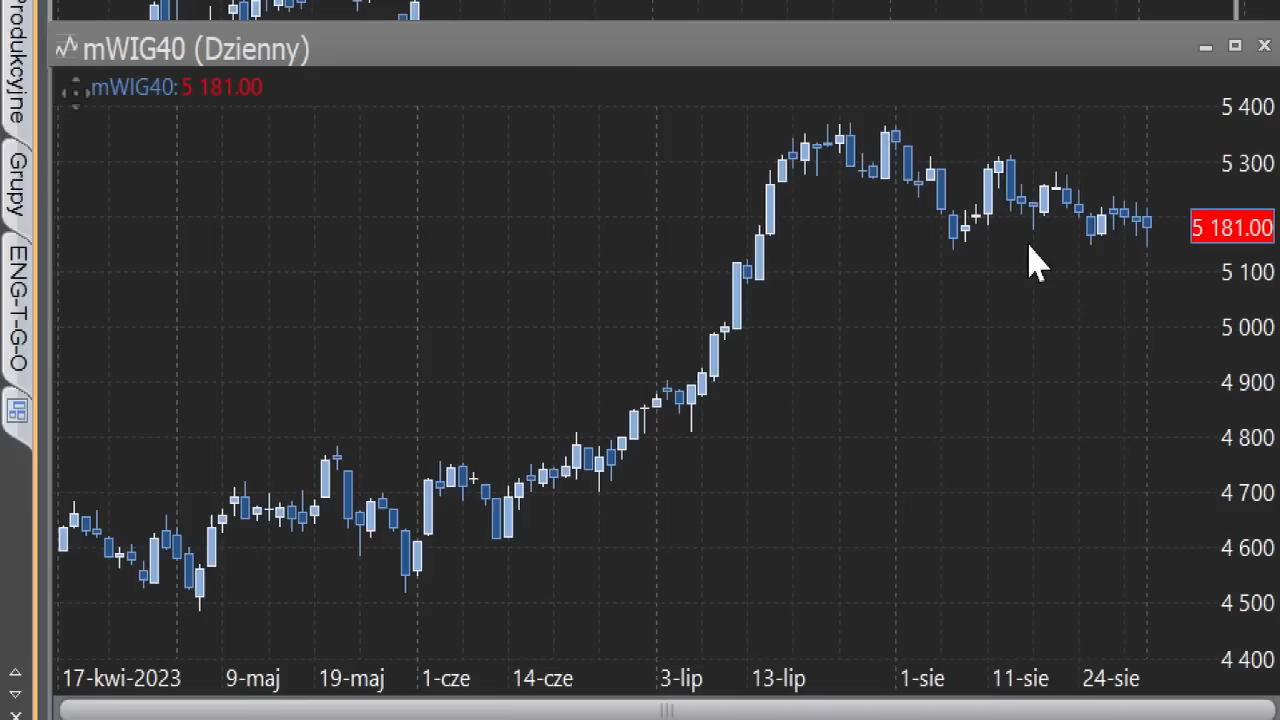 Produkcyjne
Grupy
ENG-T-G-O
mWIG40 (Dzienny)
mWIG40: 5 181.00
5 400
5 300
5 181.00
5 100
5 000
4 900
4 800
4 700
4 600
4 500
4 400
17-kwi-2023 9-maj 19-maj 1-cze 14-cze 3-lip 13-lip 1-sie 11-sie 24-sie